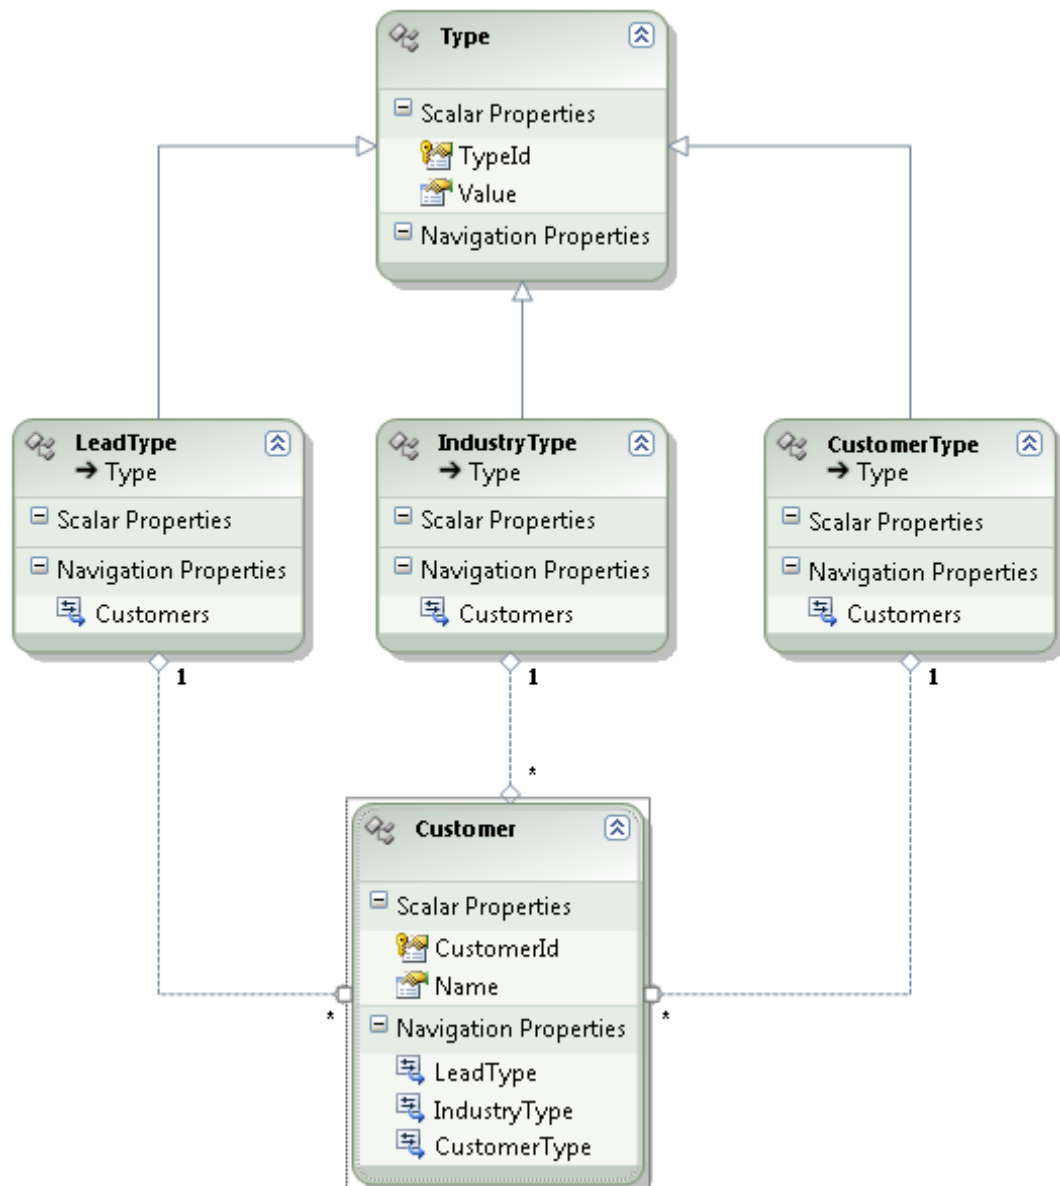 Type
Scalar Properties
TypeId
Value
Navigation Properties
LeadType
Type
Scalar Properties
Navigation Properties
Customers
IndustryType
Type
Scalar Properties
Navigation Properties
Customers
CustomerType
Type
Scalar Properties
Navigation Properties
Customers
1
1
1
*
Customer
Scalar Properties
CustomerId
Name
*
*
Navigation Properties
LeadType
IndustryType
CustomerType